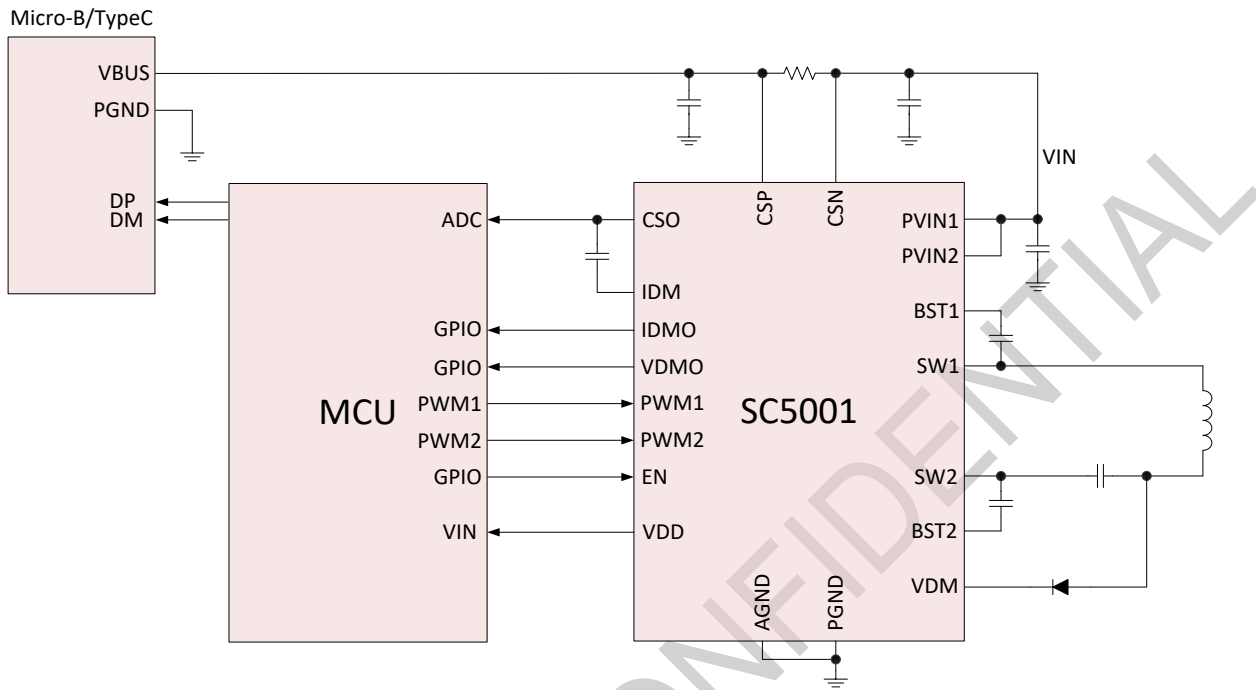 Micro-B/TypeC
VBUS
PGND
DP
DM
MCU
ADC
GPIO
GPIO
PWM1
PWM2
GPIO
VIN
SC5001
CSP
CSN
CSO
IDM
IDMO
VDMO
PWM1
PWM2
EN
VDD
AGND
PGND
PVIN1
PVIN2
BST1
SW1
SW2
BST2
VDM
VIN
ONFIDENTIAL